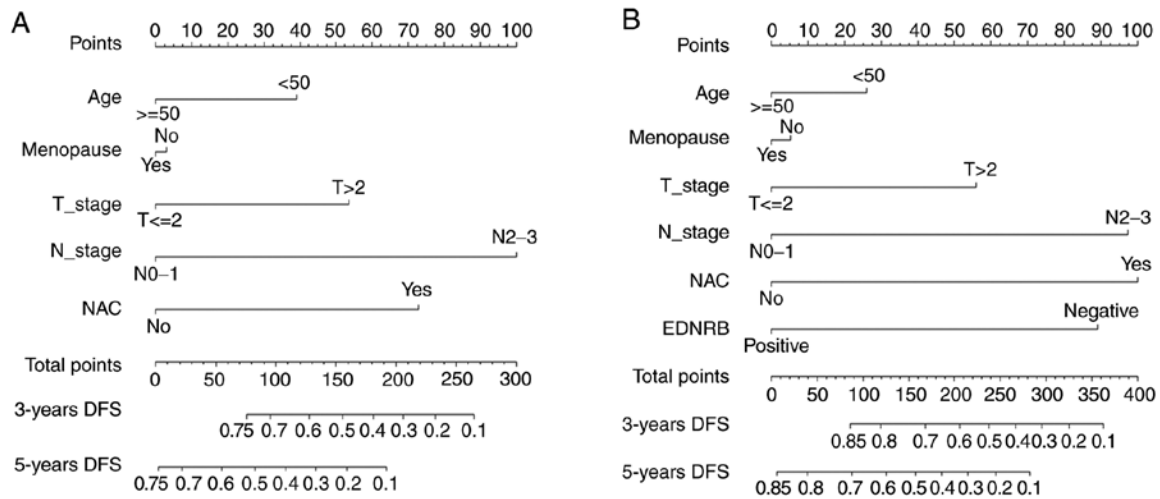 A
Points 0 10 20 30 40 50 60 70 80 90 100
<50
Age
>=50
No
Menopause
Yes
T>2
T_stage
T<=2
N2–3
N_stage
N0–1
Yes
NAC
No
Total points
0 50 100 150 200 250 300
3-years DFS
0.75 0.7 0.6 0.5 0.4 0.3 0.2 0.1
5-years DFS
0.75 0.7 0.6 0.5 0.4 0.3 0.2 0.1
B
Points 0 10 20 30 40 50 60 70 80 90 100
<50
Age
>=50
No
Menopause
Yes
T>2
T_stage
T<=2
N2–3
N_stage
N0–1
Yes
NAC
No
Negative
EDNRB
Positive
Total points
0 50 100 150 200 250 300 350 400
3-years DFS
0.85 0.8 0.7 0.6 0.5 0.4 0.3 0.2 0.1
5-years DFS
0.85 0.8 0.7 0.6 0.5 0.4 0.3 0.2 0.1